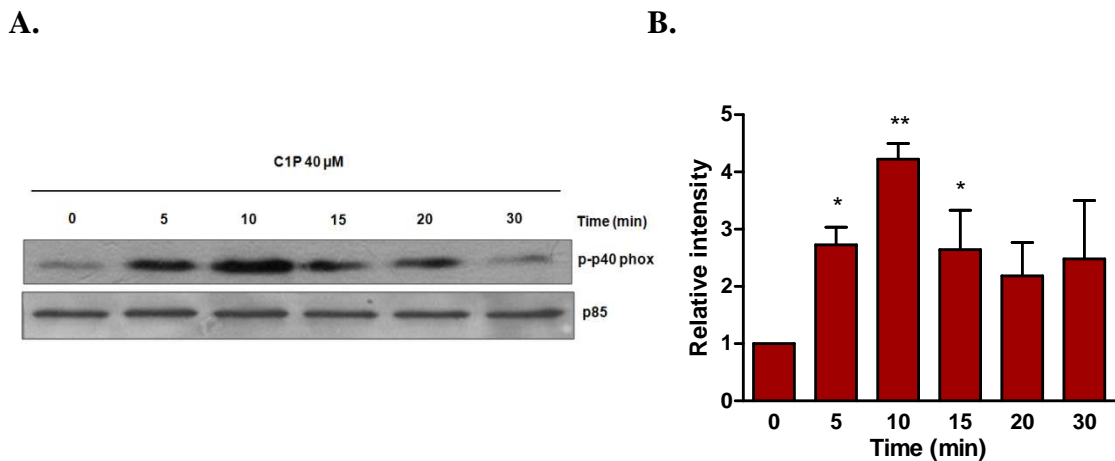 A.
C1P 40 µM
0 5 10 15 20 30 Time (min)
p-p40 phox
p85
B.
Relative intensity
5
4
3
2
1
0
* ** *
0 5 10 15 20 30
Time (min)